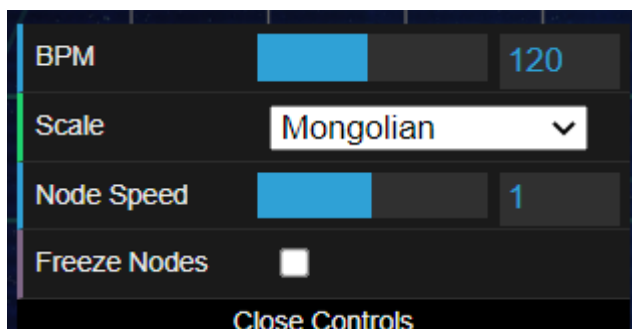 BPM 120
Scale Mongolian
Node Speed 1
Freeze Nodes
Close Controls